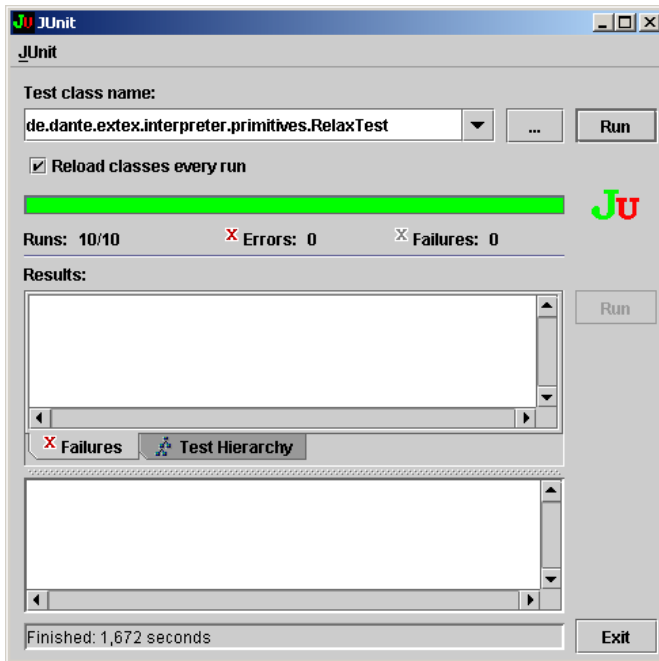 JU JUnit
JUnit
Test class name:
de.dante.extex.interpreter.primitives.RelaxTest
...
Run
Reload classes every run
JU
Runs: 10/10 X Errors: 0 X Failures: 0
Results:
Run
X Failures Test Hierarchy
Finished: 1,672 seconds
Exit